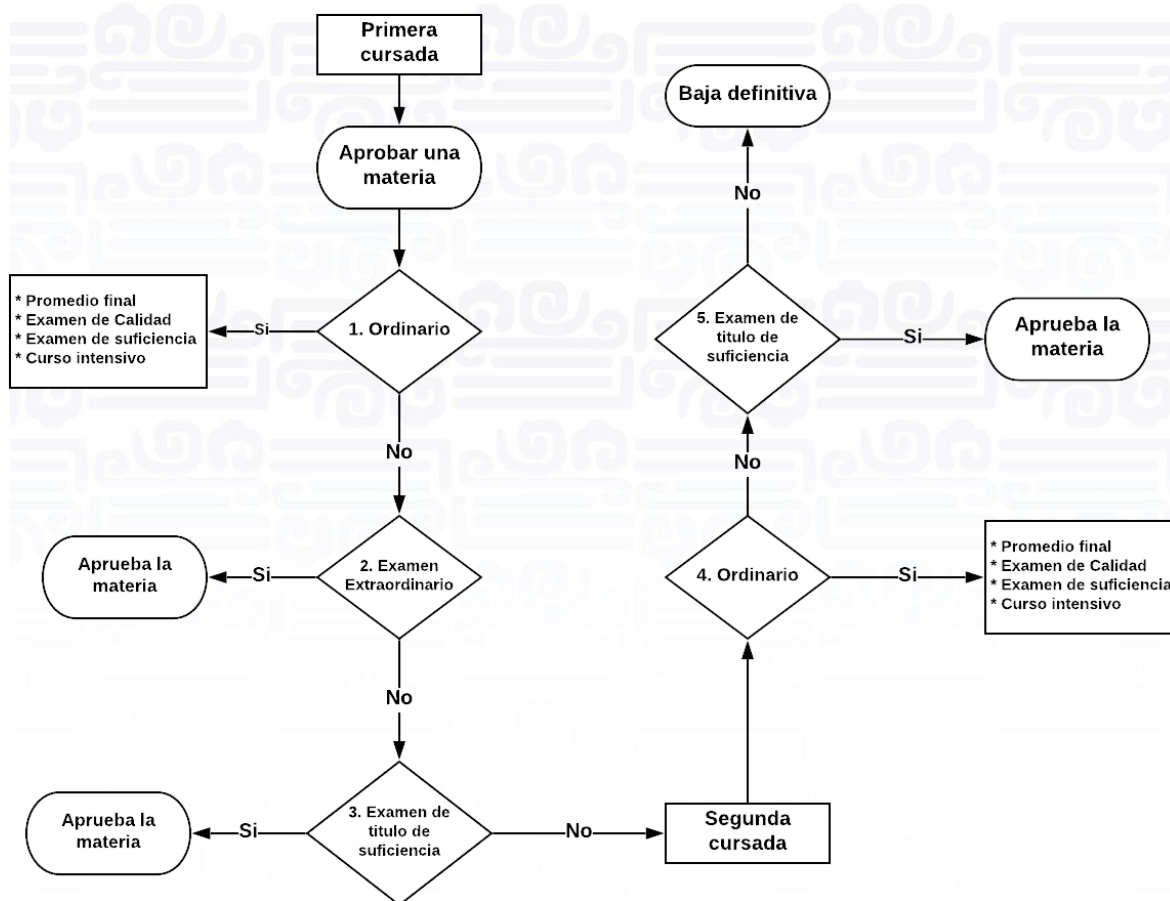 Primera
cursada
Aprobar una
materia
1. Ordinario
Si
* Promedio final
* Examen de Calidad
* Examen de suficiencia
* Curso intensivo
No
2. Examen
Extraordinario
Si
Aprueba la
materia
No
3. Examen de
titulo de
suficiencia
Si
Aprueba la
materia
No
Segunda
cursada
4. Ordinario
Si
* Promedio final
* Examen de Calidad
* Examen de suficiencia
* Curso intensivo
No
5. Examen de
titulo de
suficiencia
Si
Aprueba la
materia
No
Baja definitiva